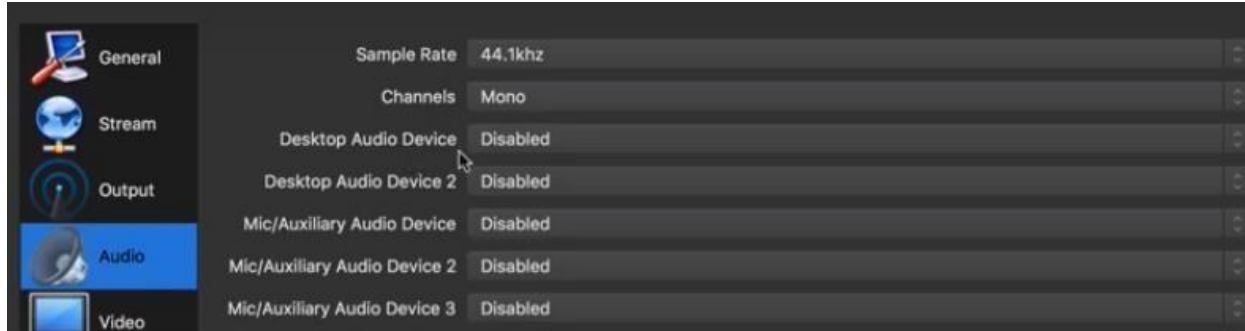 General
Stream
Output
Audio
Video
Sample Rate 44.1khz
Channels Mono
Desktop Audio Device Disabled
Desktop Audio Device 2 Disabled
Mic/Auxiliary Audio Device Disabled
Mic/Auxiliary Audio Device 2 Disabled
Mic/Auxiliary Audio Device 3 Disabled